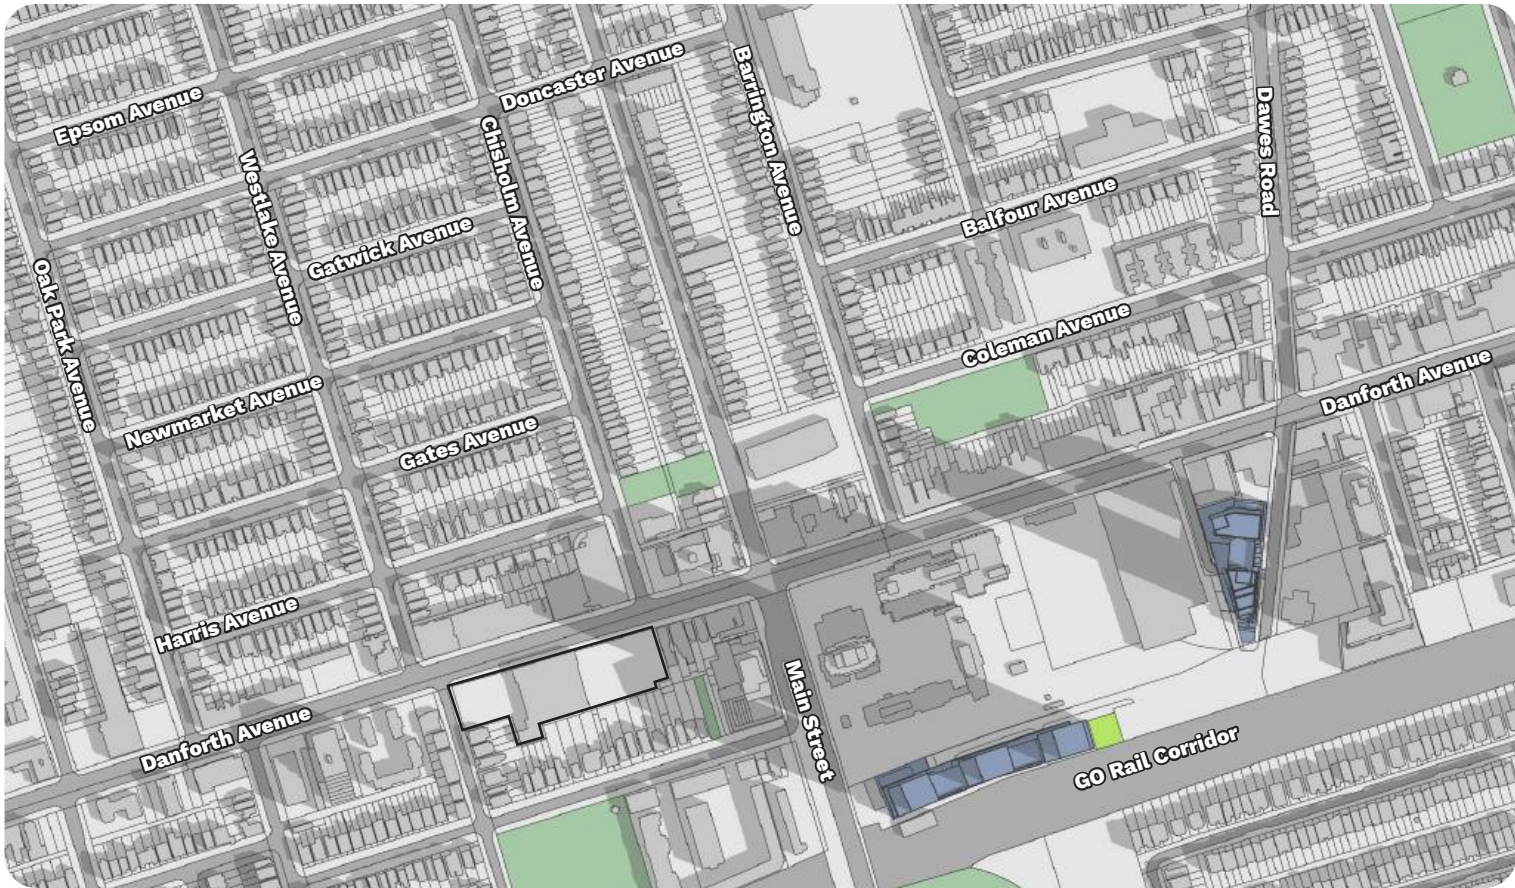 Epsom Avenue
Doncaster Avenue
Barrington Avenue
Dawes Road
Chisholm Avenue
Westlake Avenue
Balfour Avenue
Gatwick Avenue
Oak Park Avenue
Coleman Avenue
Danforth Avenue
Newmarket Avenue
Gates Avenue
Harris Avenue
Main Street
Danforth Avenue
GO Rail Corridor